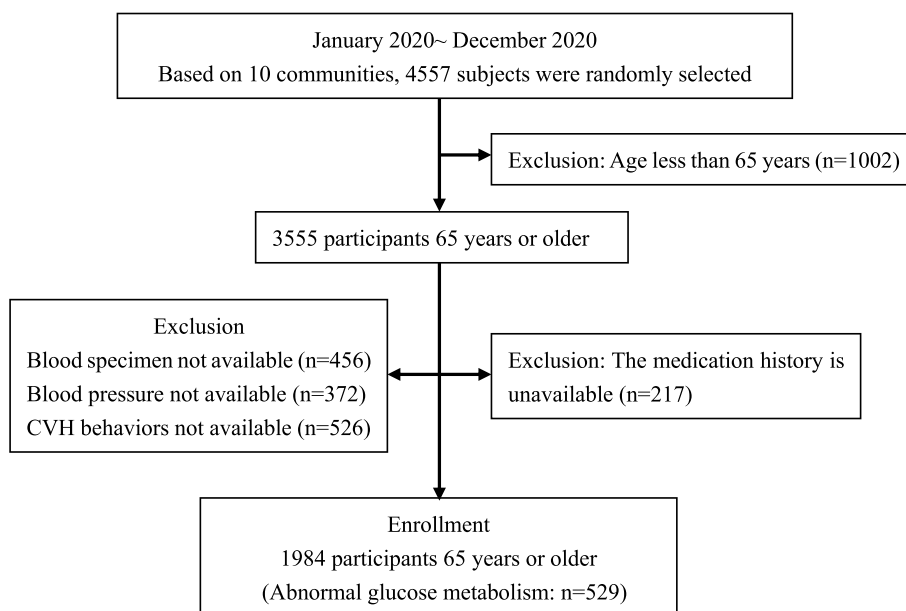 January 2020~ December 2020
Based on 10 communities, 4557 subjects were randomly selected
Exclusion: Age less than 65 years (n=1002)
3555 participants 65 years or older
Exclusion
Blood specimen not available (n=456)
Blood pressure not available (n=372)
CVH behaviors not available (n=526)
Exclusion: The medication history is
unavailable (n=217)
Enrollment
1984 participants 65 years or older
(Abnormal glucose metabolism: n=529)